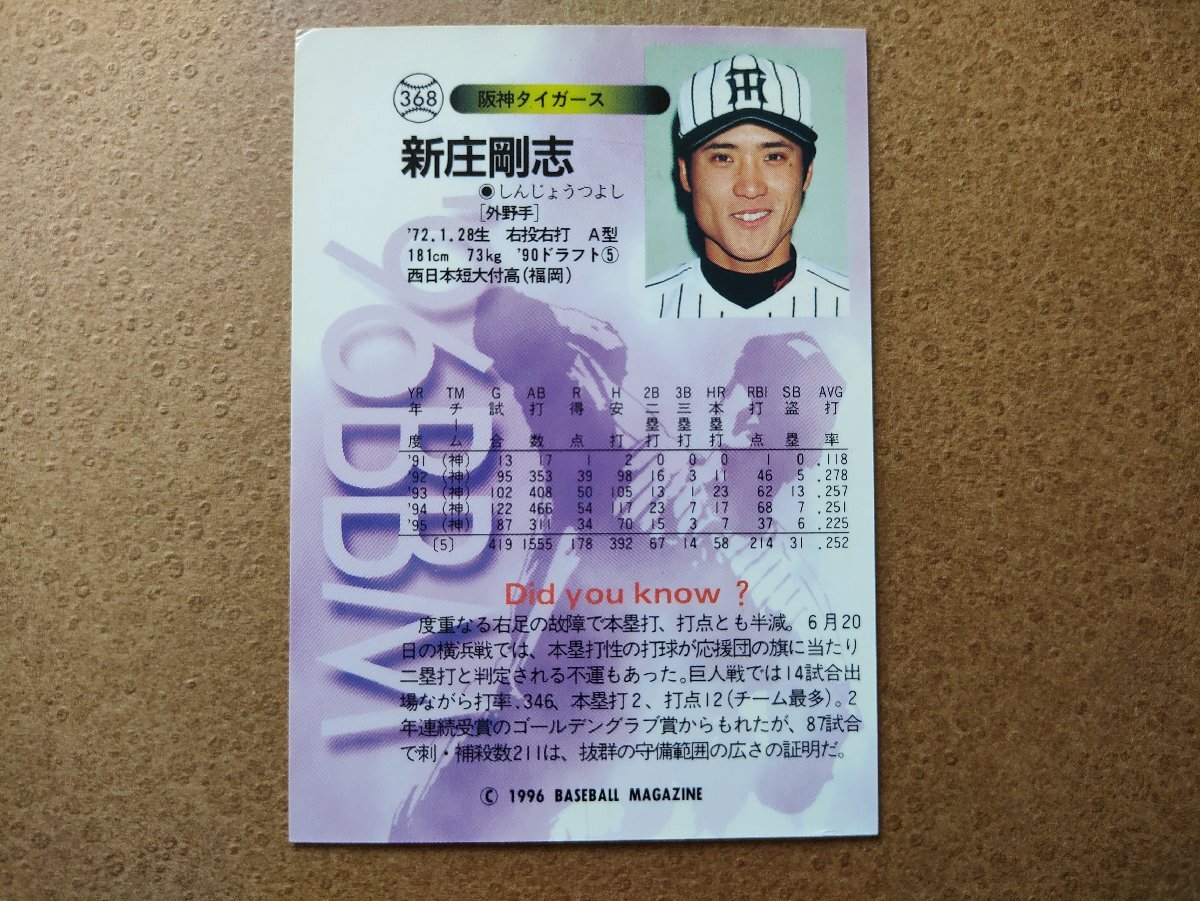 368 阪神タイガース
新庄剛志
◉しんじょうつよし
[外野手]
'72.1.28生 右投右打 A型
181cm 73kg '90ドラフト⑤
西日本短大付高(福岡)
'96BBM
YR TM G AB R H 2B 3B HR RBI SB AVG
年度 チーム 試合 打数 得点 安打 二塁打 三塁打 本塁打 打点 盗塁 打率
'91 (神) 13 17 1 2 0 0 0 1 0 .118
'92 (神) 95 353 39 98 16 3 11 46 5 .278
'93 (神) 102 408 50 105 13 1 23 62 13 .257
'94 (神) 122 466 54 117 23 7 17 68 7 .251
'95 (神) 87 311 34 70 15 3 7 37 6 .225
〔5〕 419 1555 178 392 67 14 58 214 31 .252
Did you know ?
度重なる右足の故障で本塁打、打点とも半減。6月20
日の横浜戦では、本塁打性の打球が応援団の旗に当たり
二塁打と判定される不運もあった。巨人戦では14試合出
場ながら打率.346、本塁打2、打点12(チーム最多)。2
年連続受賞のゴールデングラブ賞からもれたが、87試合
で刺・補殺数211は、抜群の守備範囲の広さの証明だ。
© 1996 BASEBALL MAGAZINE